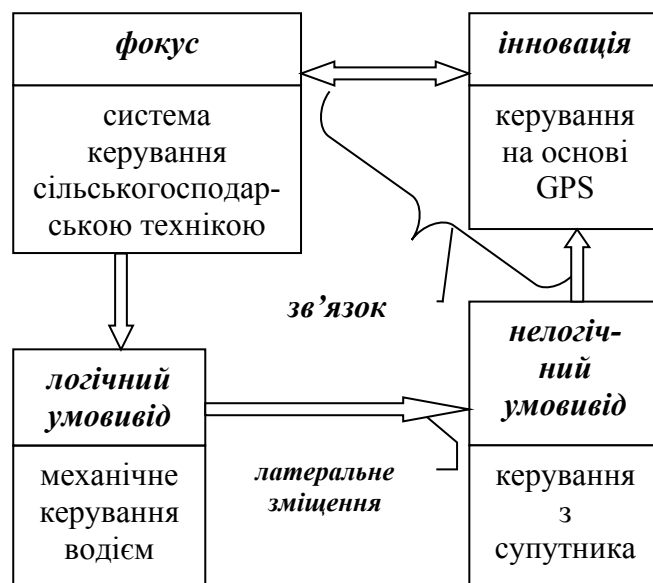 фокус
система
керування
сільськогосподар-
ською технікою
інновація
керування
на основі
GPS
зв’язок
логічний
умовивід
механічне
керування
водієм
латеральне
зміщення
нелогіч-
ний
умовивід
керування
з
супутника